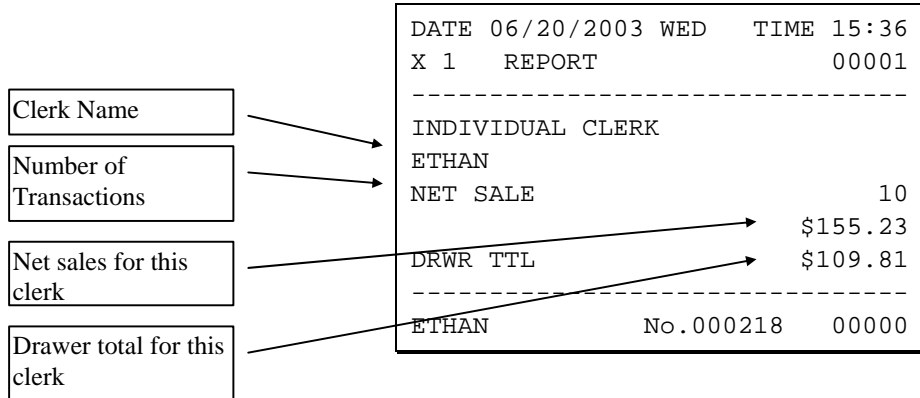 DATE 06/20/2003 WED TIME 15:36
X 1 REPORT 00001
--------------------------------
INDIVIDUAL CLERK
ETHAN
NET SALE 10
$155.23
DRWR TTL $109.81
--------------------------------
ETHAN No.000218 00000
Clerk Name
Number of
Transactions
Net sales for this
clerk
Drawer total for this
clerk